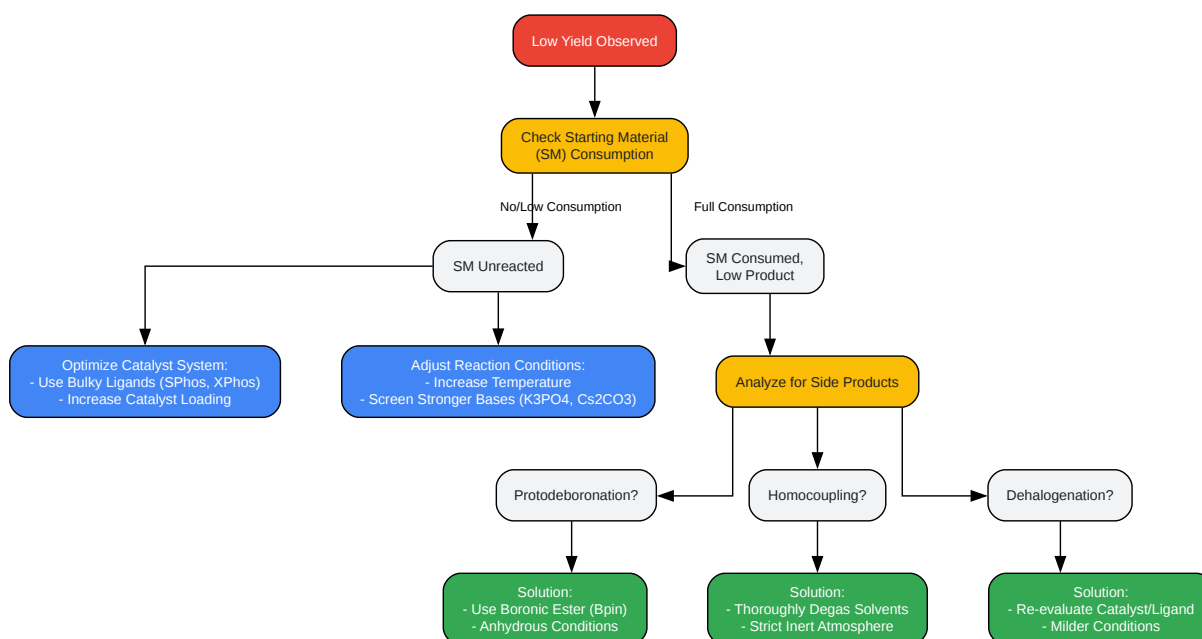 Low Yield Observed
Check Starting Material
(SM) Consumption
No/Low Consumption
Full Consumption
SM Unreacted
SM Consumed,
Low Product
Optimize Catalyst System:
- Use Bulky Ligands (SPhos, XPhos)
- Increase Catalyst Loading
Adjust Reaction Conditions:
- Increase Temperature
- Screen Stronger Bases (K3PO4, Cs2CO3)
Analyze for Side Products
Protodeboronation?
Homocoupling?
Dehalogenation?
Solution:
- Use Boronic Ester (Bpin)
- Anhydrous Conditions
Solution:
- Thoroughly Degas Solvents
- Strict Inert Atmosphere
Solution:
- Re-evaluate Catalyst/Ligand
- Milder Conditions